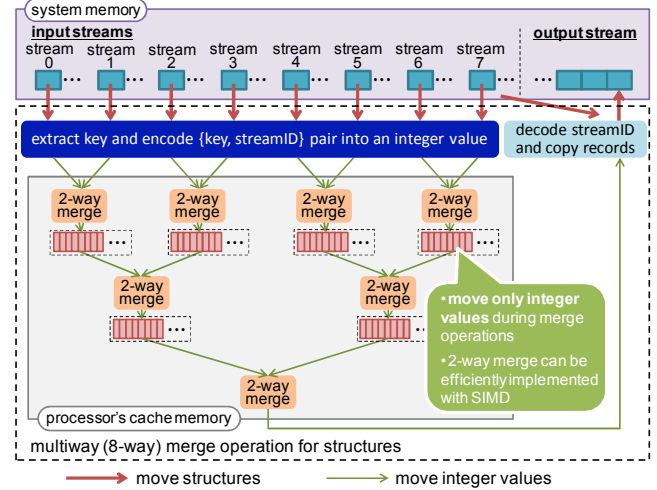 system memory
input streams
output stream
stream 0
stream 1
stream 2
stream 3
stream 4
stream 5
stream 6
stream 7
...
extract key and encode {key, streamID} pair into an integer value
decode streamID
and copy records
2-way
merge
2-way
merge
2-way
merge
2-way
merge
2-way
merge
2-way
merge
2-way
merge
• move only integer
values during merge
operations
• 2-way merge can be
efficiently implemented
with SIMD
processor's cache memory
multiway (8-way) merge operation for structures
move structures
move integer values